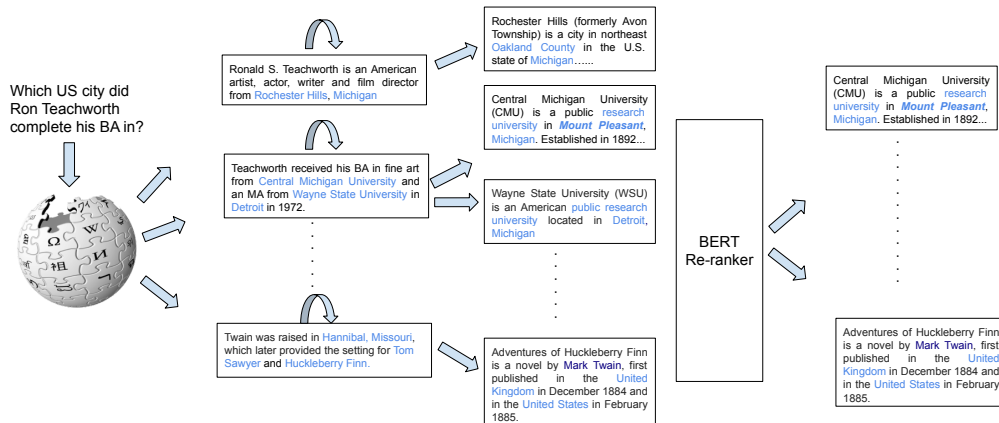 Which US city did
Ron Teachworth
complete his BA in?
Ω
W
祖
И
Ronald S. Teachworth is an American
artist, actor, writer and film director
from Rochester Hills, Michigan
Teachworth received his BA in fine art
from Central Michigan University and
an MA from Wayne State University in
Detroit in 1972.
Twain was raised in Hannibal, Missouri,
which later provided the setting for Tom
Sawyer and Huckleberry Finn.
Rochester Hills (formerly Avon
Township) is a city in northeast
Oakland County in the U.S.
state of Michigan…...
Central Michigan University
(CMU) is a public research
university in Mount Pleasant,
Michigan. Established in 1892...
Wayne State University (WSU)
is an American public research
university located in Detroit,
Michigan
Adventures of Huckleberry Finn
is a novel by Mark Twain, first
published in the United
Kingdom in December 1884 and
in the United States in February
1885.
BERT
Re-ranker
Central Michigan University
(CMU) is a public research
university in Mount Pleasant,
Michigan. Established in 1892...
Adventures of Huckleberry Finn
is a novel by Mark Twain, first
published in the United
Kingdom in December 1884 and
in the United States in February
1885.